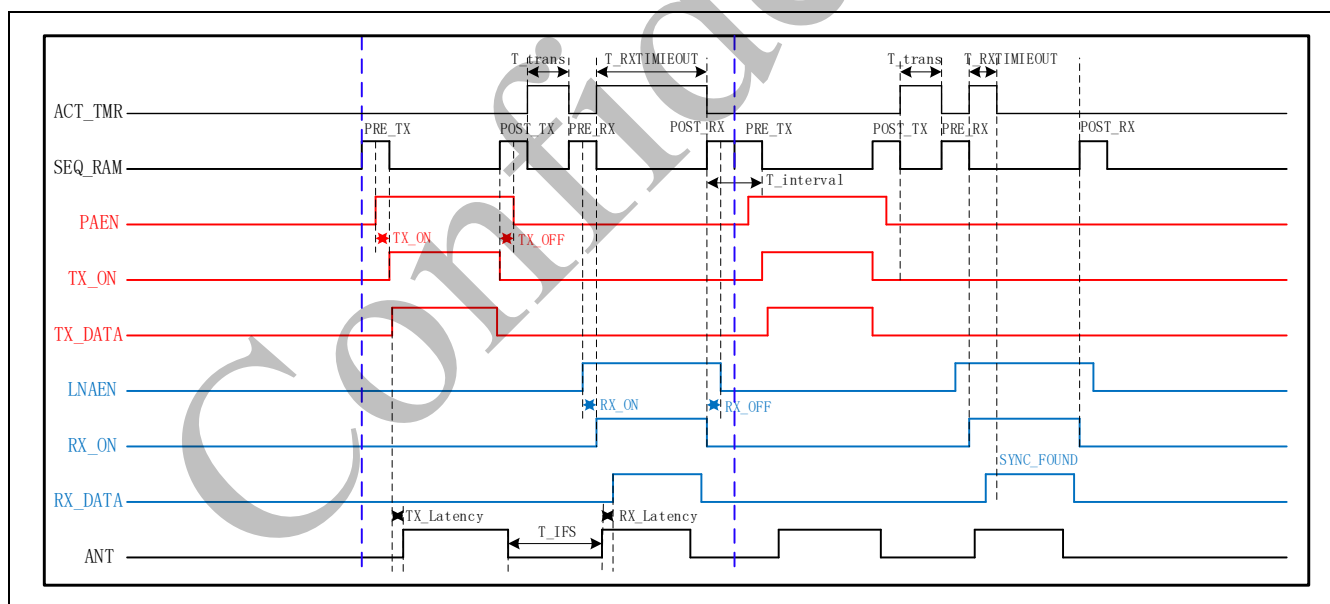 T_trans T_RXTIMIEOUT T_trans T_RXTIMIEOUT
ACT_TMR
PRE_TX POST_TX PRE_RX POST_RX PRE_TX POST_TX PRE_RX POST_RX
SEQ_RAM
T_interval
PAEN
TX_ON TX_OFF
TX_ON
TX_DATA
LNAEN
RX_ON RX_OFF
RX_ON
SYNC_FOUND
RX_DATA
TX_Latency RX_Latency
T_IFS
ANT